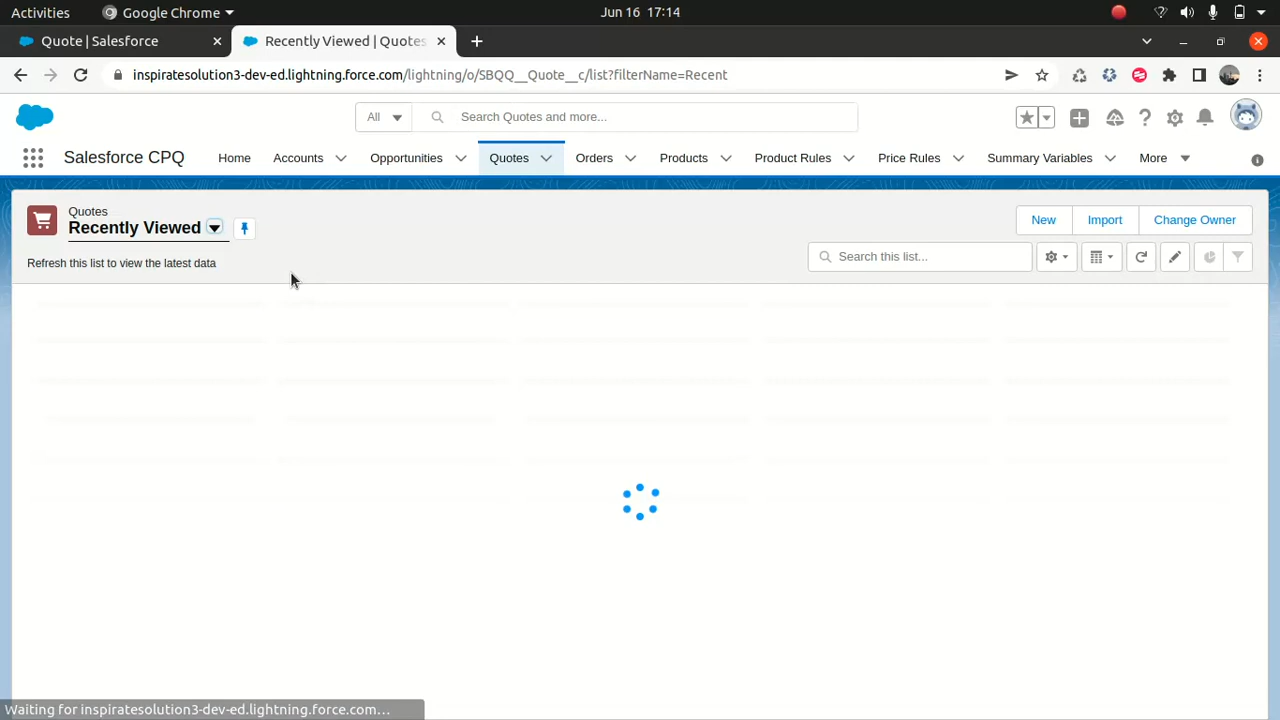 Activities Google Chrome Jun 16 17:14
Quote | Salesforce Recently Viewed | Quotes
inspiratesolution3-dev-ed.lightning.force.com/lightning/o/SBQQ__Quote__c/list?filterName=Recent
All Search Quotes and more...
Salesforce CPQ Home Accounts Opportunities Quotes Orders Products Product Rules Price Rules Summary Variables More
Quotes
Recently Viewed
New Import Change Owner
Refresh this list to view the latest data
Search this list...
Waiting for inspiratesolution3-dev-ed.lightning.force.com...